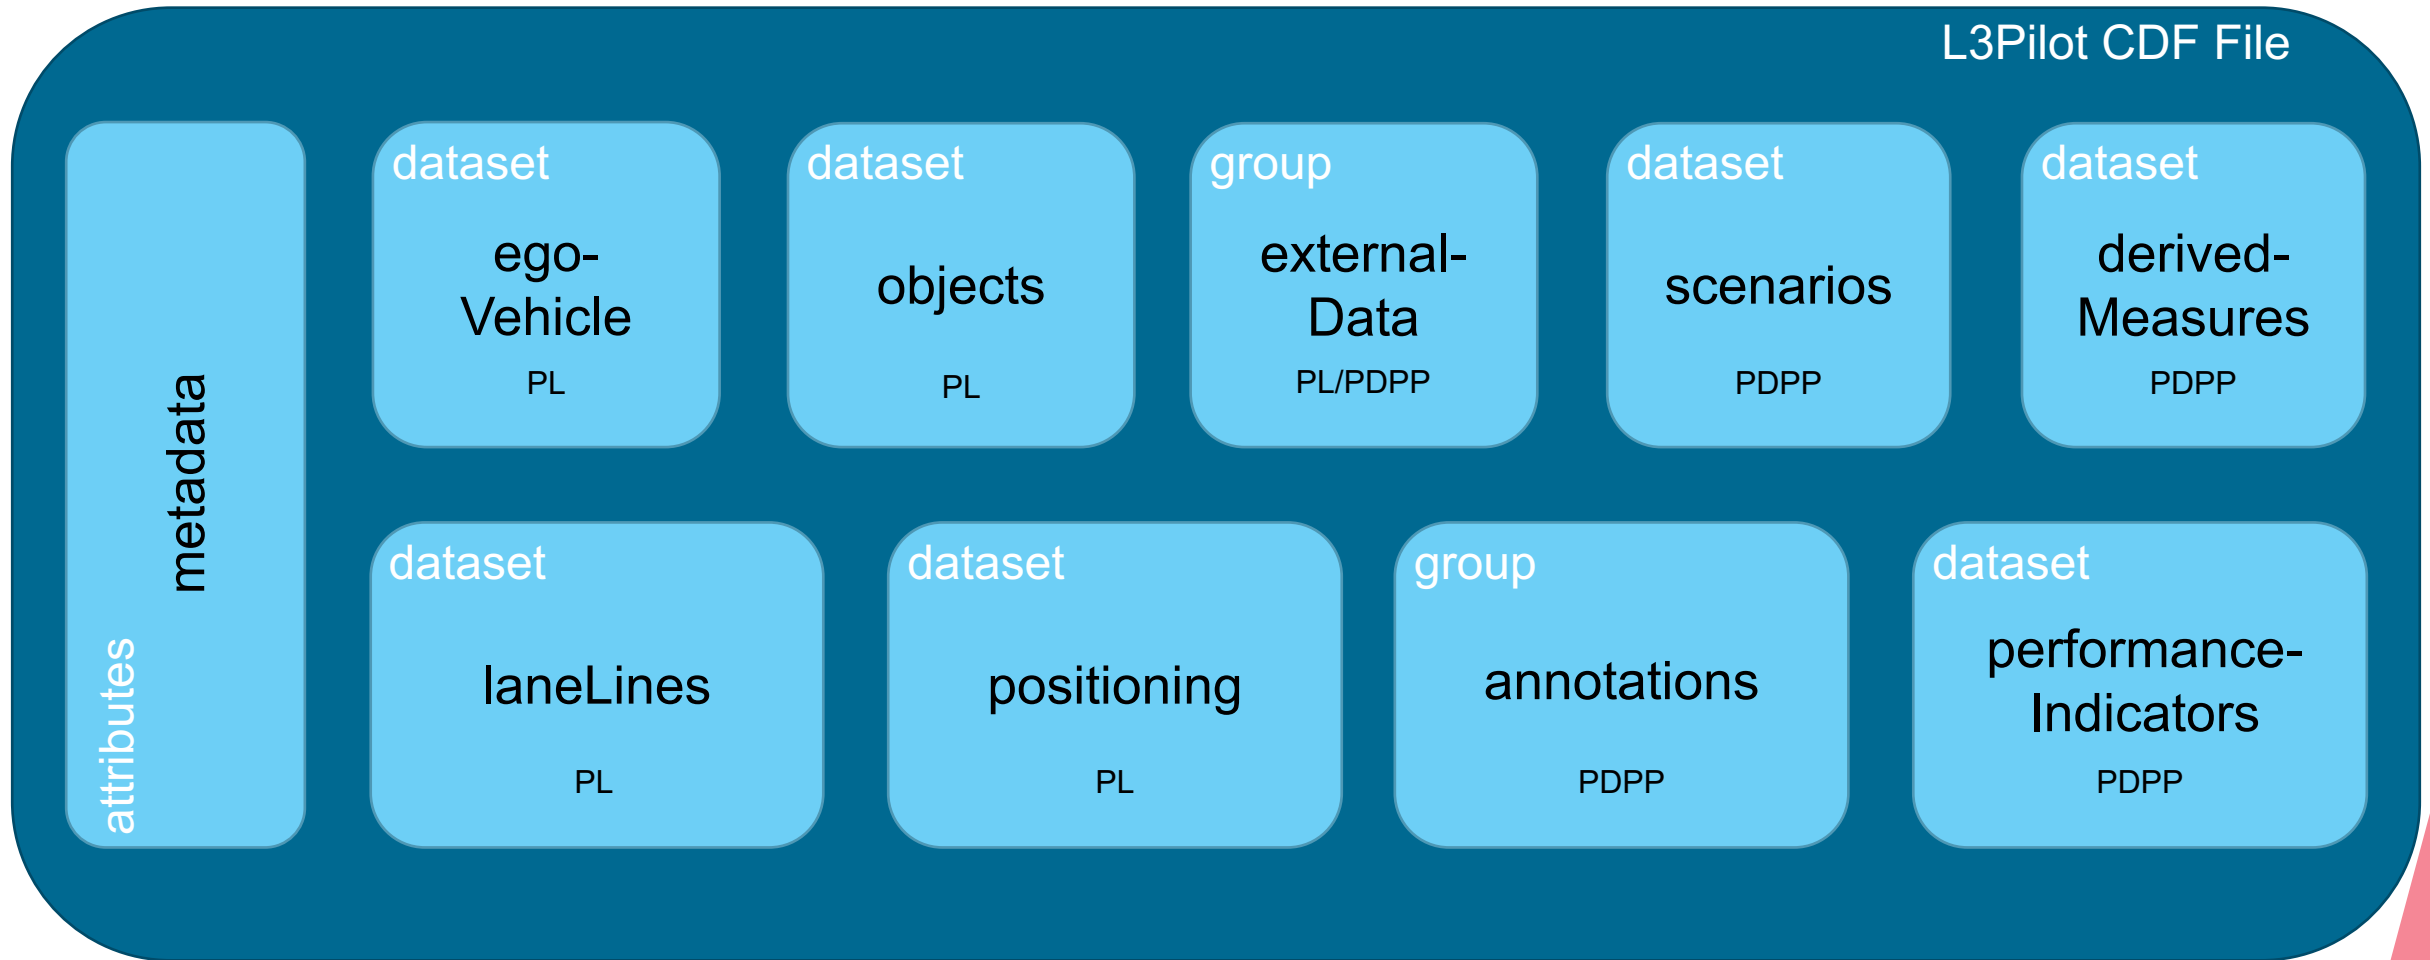 L3Pilot CDF File
metadata
attributes
dataset
ego-
Vehicle
PL
dataset
objects
PL
group
external-
Data
PL/PDPP
dataset
scenarios
PDPP
dataset
derived-
Measures
PDPP
dataset
laneLines
PL
dataset
positioning
PL
group
annotations
PDPP
dataset
performance-
Indicators
PDPP